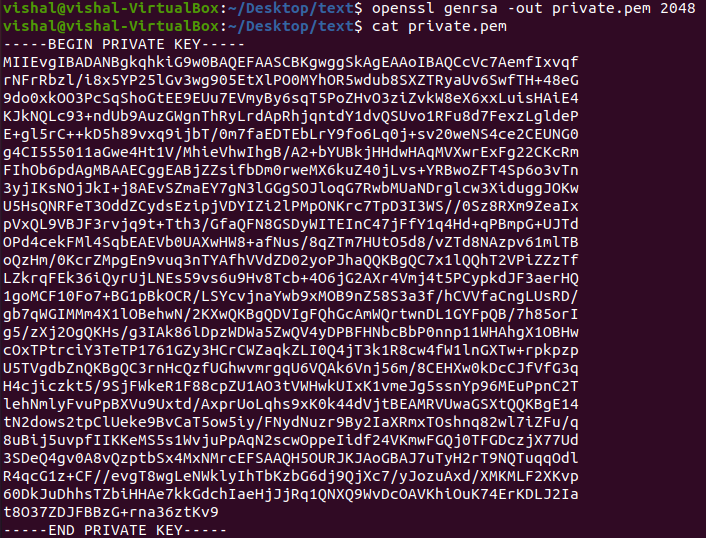 vishal@vishal-VirtualBox:~/Desktop/text$ openssl genrsa -out private.pem 2048
vishal@vishal-VirtualBox:~/Desktop/text$ cat private.pem
-----BEGIN PRIVATE KEY-----
MIIEvgIBADANBgkqhkiG9w0BAQEFAASCBKgwggSkAgEAAoIBAQCcVc7AemfIxvqf
rNFrRbzl/i8x5YP25lGv3wg905EtXlPO0MYhOR5wdub8SXZTRyaUv6SwfTH+48eG
9do0xkOO3PcSqShoGtEE9EUu7EVmyBy6sqT5PoZHvO3ziZvkW8eX6xxLuisHAiE4
KJkNQLc93+ndUb9AuzGWgnThRyLrdApRhjqntdY1dvQSUvo1RFu8d7FexzLgldeP
E+gl5rC++kD5h89vxq9ijbT/0m7faEDTEbLrY9fo6Lq0j+sv20weNS4ce2CEUNG0
g4CI555011aGwe4Ht1V/MhieVhwIhgB/A2+bYUBkjHHdwHAqMVXwrExFg22CKcRm
FIhOb6pdAgMBAAECggEABjZZsifbDm0rweMX6kuZ40jLvs+YRBwoZFT4Sp6o3vTn
3yjIKsNOjJkI+j8AEvSZmaEY7gN3lGGgSOJloqG7RwbMUaNDrglcw3XiduggJOKw
U5HsQNRFeT3OddZCydsEzipjVDYIZi2lPMpONKrc7TpD3I3WS//0Sz8RXm9ZeaIx
pVxQL9VBJF3rvjq9t+Tth3/GfaQFN8GSDyWITEInC47jFfY1q4Hd+qPBmpG+UJTd
OPd4cekFMl4SqbEAEVb0UAXwHW8+afNus/8qZTm7HUtO5d8/vZTd8NAzpv61mlTB
oQzHm/0KcrZMpgEn9vuq3nTYAfhVVdZD02yoPJhaQQKBgQC7x1lQQhT2VPiZZzTf
LZkrqFEk36iQyrUjLNEs59vs6u9Hv8Tcb+4O6jG2AXr4Vmj4t5PCypkdJF3aerHQ
1goMCF10Fo7+BG1pBkOCR/LSYcvjnaYwb9xMOB9nZ58S3a3f/hCVVfaCngLUsRD/
gb7qWGIMMm4X1lOBehwN/2KXwQKBgQDVIgFQhGcAmWQrtwnDL1GYFpQB/7h85orI
g5/zXj2OgQKHs/g3IAk86lDpzWDWa5ZwQV4yDPBFHNbcBbP0nnp11WHAhgX1OBHw
cOxTPtrciY3TeTP1761GZy3HCrCWZaqkZLI0Q4jT3k1R8cw4fW1lnGXTw+rpkpzp
U5TVgdbZnQKBgQC3rnHcQzfUGhwvmrgqU6VQAk6Vnj56m/8CEHXw0kDcCJfVfG3q
H4cjiczkt5/9SjFWkeR1F88cpZU1AO3tVWHwkUIxK1vmeJg5ssnYp96MEuPpnC2T
lehNmlyFvuPpBXVu9Uxtd/AxprUoLqhs9xK0k44dVjtBEAMRVUwaGSXtQQKBgE14
tN2dows2tpClUeke9BvCaT5ow5iy/FNydNuzr9By2IaXRmxTOshnq82wl7iZFu/q
8uBij5uvpfIIKKeMS5s1WvjuPpAqN2scwOppeIidf24VKmwFGQj0TFGDczjX77Ud
3SDeQ4gv0A8vQzptbSx4MxNMrcEFSAAQH5OURJKJAoGBAJ7uTyH2rT9NQTuqqOdl
R4qcG1z+CF//evgT8wgLeNWklyIhTbKzbG6dj9QjXc7/yJozuAxd/XMKMLF2XKvp
60DkJuDhhsTZbiHHAe7kkGdchIaeHjJjRq1QNXQ9WvDcOAVKhiOuK74ErKDLJ2Ia
t8O37ZDJFBBzG+rna36ztKv9
-----END PRIVATE KEY-----